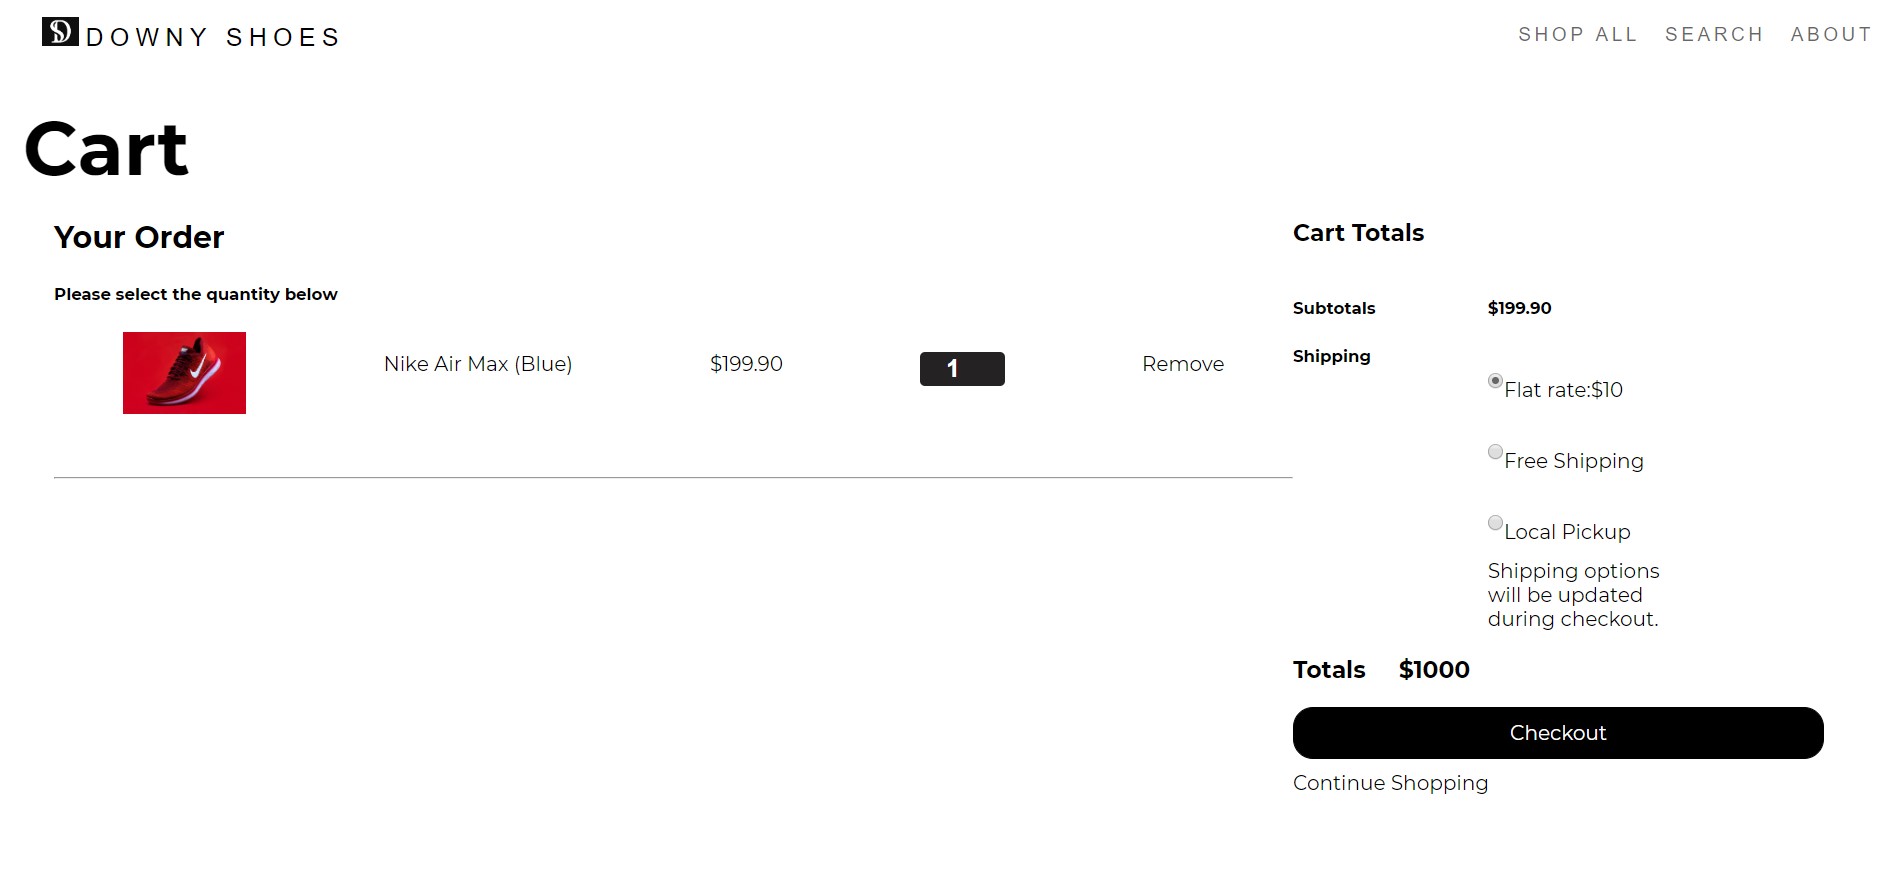 DOWNY SHOES
SHOP ALL SEARCH ABOUT
Cart
Your Order
Please select the quantity below
Nike Air Max (Blue) $199.90 1 Remove
Cart Totals
Subtotals $199.90
Shipping
Flat rate:$10
Free Shipping
Local Pickup
Shipping options
will be updated
during checkout.
Totals $1000
Checkout
Continue Shopping